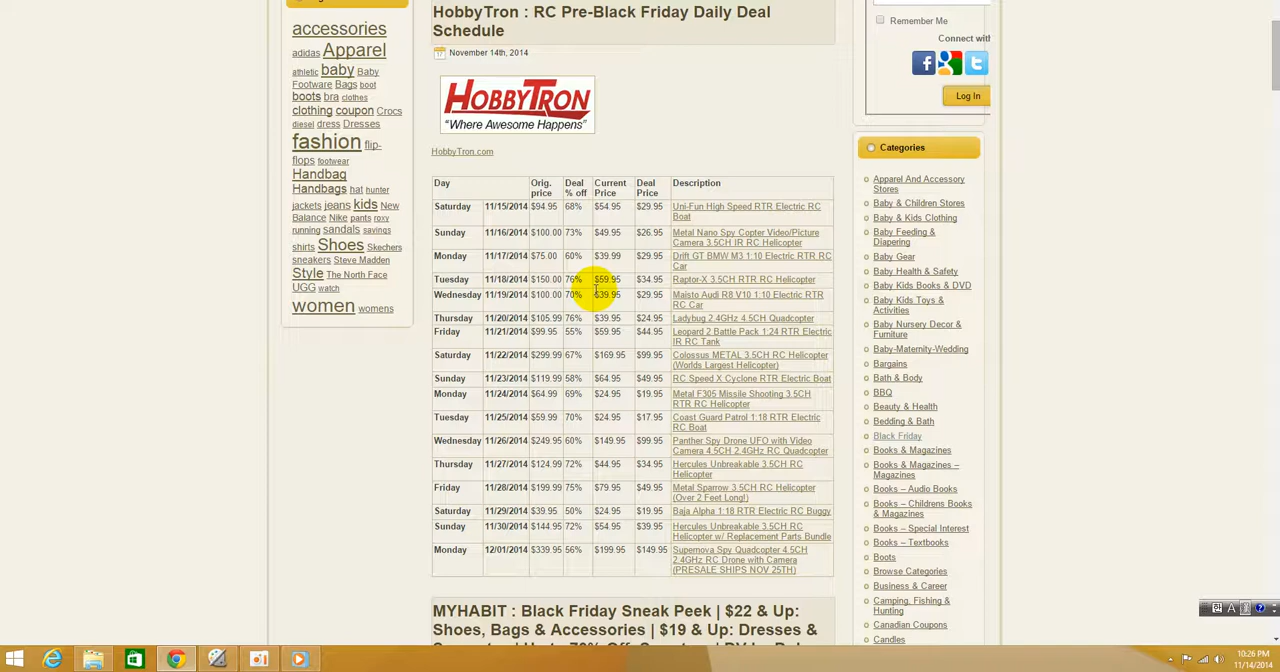 accessories
adidas Apparel
athletic baby Baby
Footware Bags boot
boots bra clothes
clothing coupon Crocs
diesel dress Dresses
fashion flip-
flops footwear
Handbag
Handbags hat hunter
jackets jeans kids New
Balance Nike pants roxy
running sandals savings
shirts Shoes Skechers
sneakers Steve Madden
Style The North Face
UGG watch
women womens
HobbyTron : RC Pre-Black Friday Daily Deal
Schedule
17
November 14th, 2014
HOBBYTRON
"Where Awesome Happens"
HobbyTron.com
Day Orig. price Deal % off Current Price Deal Price Description
Saturday 11/15/2014 $94.95 68% $54.95 $29.95 Uni-Fun High Speed RTR Electric RC
Boat
Sunday 11/16/2014 $100.00 73% $49.95 $26.95 Metal Nano Spy Copter Video/Picture
Camera 3.5CH IR RC Helicopter
Monday 11/17/2014 $75.00 60% $39.99 $29.95 Drift GT BMW M3 1:10 Electric RTR RC
Car
Tuesday 11/18/2014 $150.00 76% $59.95 $34.95 Raptor-X 3.5CH RTR RC Helicopter
Wednesday 11/19/2014 $100.00 70% $39.95 $29.95 Maisto Audi R8 V10 1:10 Electric RTR
RC Car
Thursday 11/20/2014 $105.99 76% $39.95 $24.95 Ladybug 2.4GHz 4.5CH Quadcopter
Friday 11/21/2014 $99.95 55% $59.95 $44.95 Leopard 2 Battle Pack 1:24 RTR Electric
IR RC Tank
Saturday 11/22/2014 $299.99 67% $169.95 $99.95 Colossus METAL 3.5CH RC Helicopter
(Worlds Largest Helicopter)
Sunday 11/23/2014 $119.99 58% $64.95 $49.95 RC Speed X Cyclone RTR Electric Boat
Monday 11/24/2014 $64.99 69% $24.95 $19.95 Metal F305 Missile Shooting 3.5CH
RTR RC Helicopter
Tuesday 11/25/2014 $59.99 70% $24.95 $17.95 Coast Guard Patrol 1:18 RTR Electric
RC Boat
Wednesday 11/26/2014 $249.95 60% $149.95 $99.95 Panther Spy Drone UFO with Video
Camera 4.5CH 2.4GHz RC Quadcopter
Thursday 11/27/2014 $124.99 72% $44.95 $34.95 Hercules Unbreakable 3.5CH RC
Helicopter
Friday 11/28/2014 $199.99 75% $79.95 $49.95 Metal Sparrow 3.5CH RC Helicopter
(Over 2 Feet Long!)
Saturday 11/29/2014 $39.95 50% $24.95 $19.95 Baja Alpha 1:18 RTR Electric RC Buggy
Sunday 11/30/2014 $144.95 72% $54.95 $39.95 Hercules Unbreakable 3.5CH RC
Helicopter w/ Replacement Parts Bundle
Monday 12/01/2014 $339.95 56% $199.95 $149.95 Supernova Spy Quadcopter 4.5CH
2.4GHz RC Drone with Camera
(PRESALE SHIPS NOV 25TH)
MYHABIT : Black Friday Sneak Peek | $22 & Up:
Shoes, Bags & Accessories | $19 & Up: Dresses &
Remember Me
Connect with
Log In
Categories
Apparel And Accessory
Stores
Baby & Children Stores
Baby & Kids Clothing
Baby Feeding &
Diapering
Baby Gear
Baby Health & Safety
Baby Kids Books & DVD
Baby Kids Toys &
Activities
Baby Nursery Decor &
Furniture
Baby-Maternity-Wedding
Bargains
Bath & Body
BBQ
Beauty & Health
Bedding & Bath
Black Friday
Books & Magazines
Books & Magazines –
Magazines
Books – Audio Books
Books – Childrens Books
& Magazines
Books – Special Interest
Books – Textbooks
Boots
Browse Categories
Business & Career
Camping, Fishing &
Hunting
Canadian Coupons
Candles
10:26 PM
11/14/2014